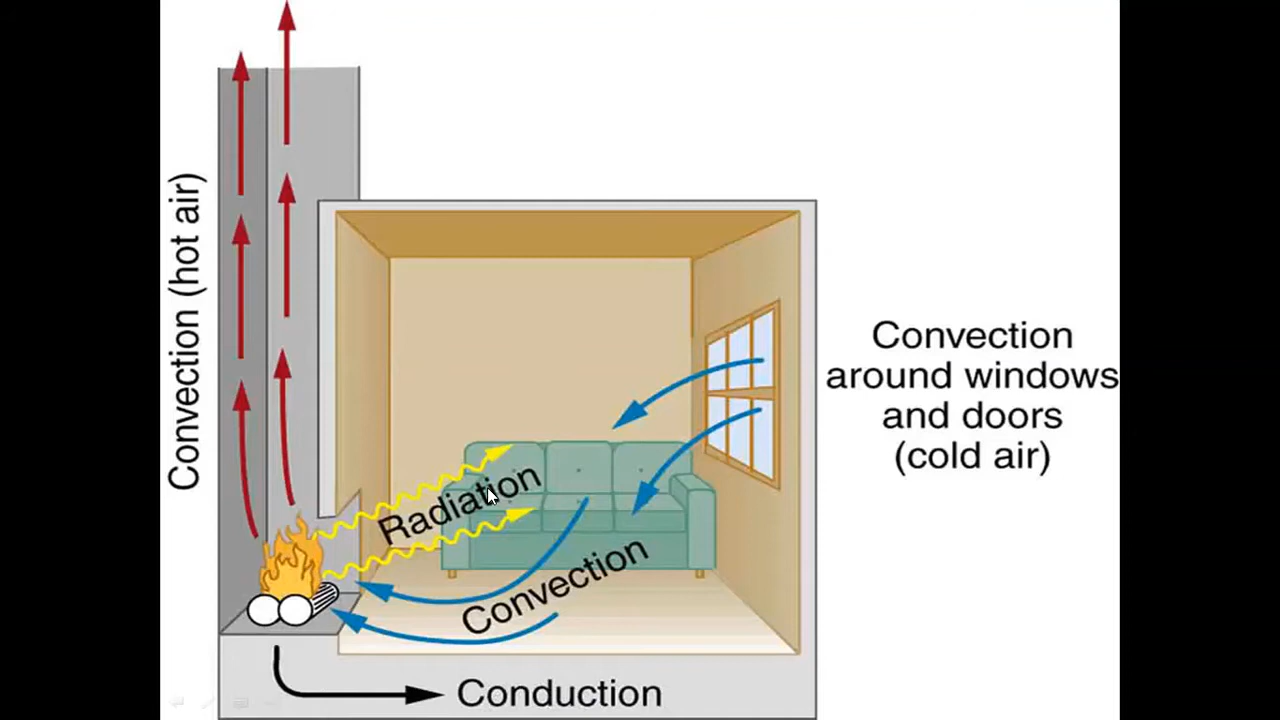 Convection (hot air)
Convection
around windows
and doors
(cold air)
Radiation
Convection
Conduction